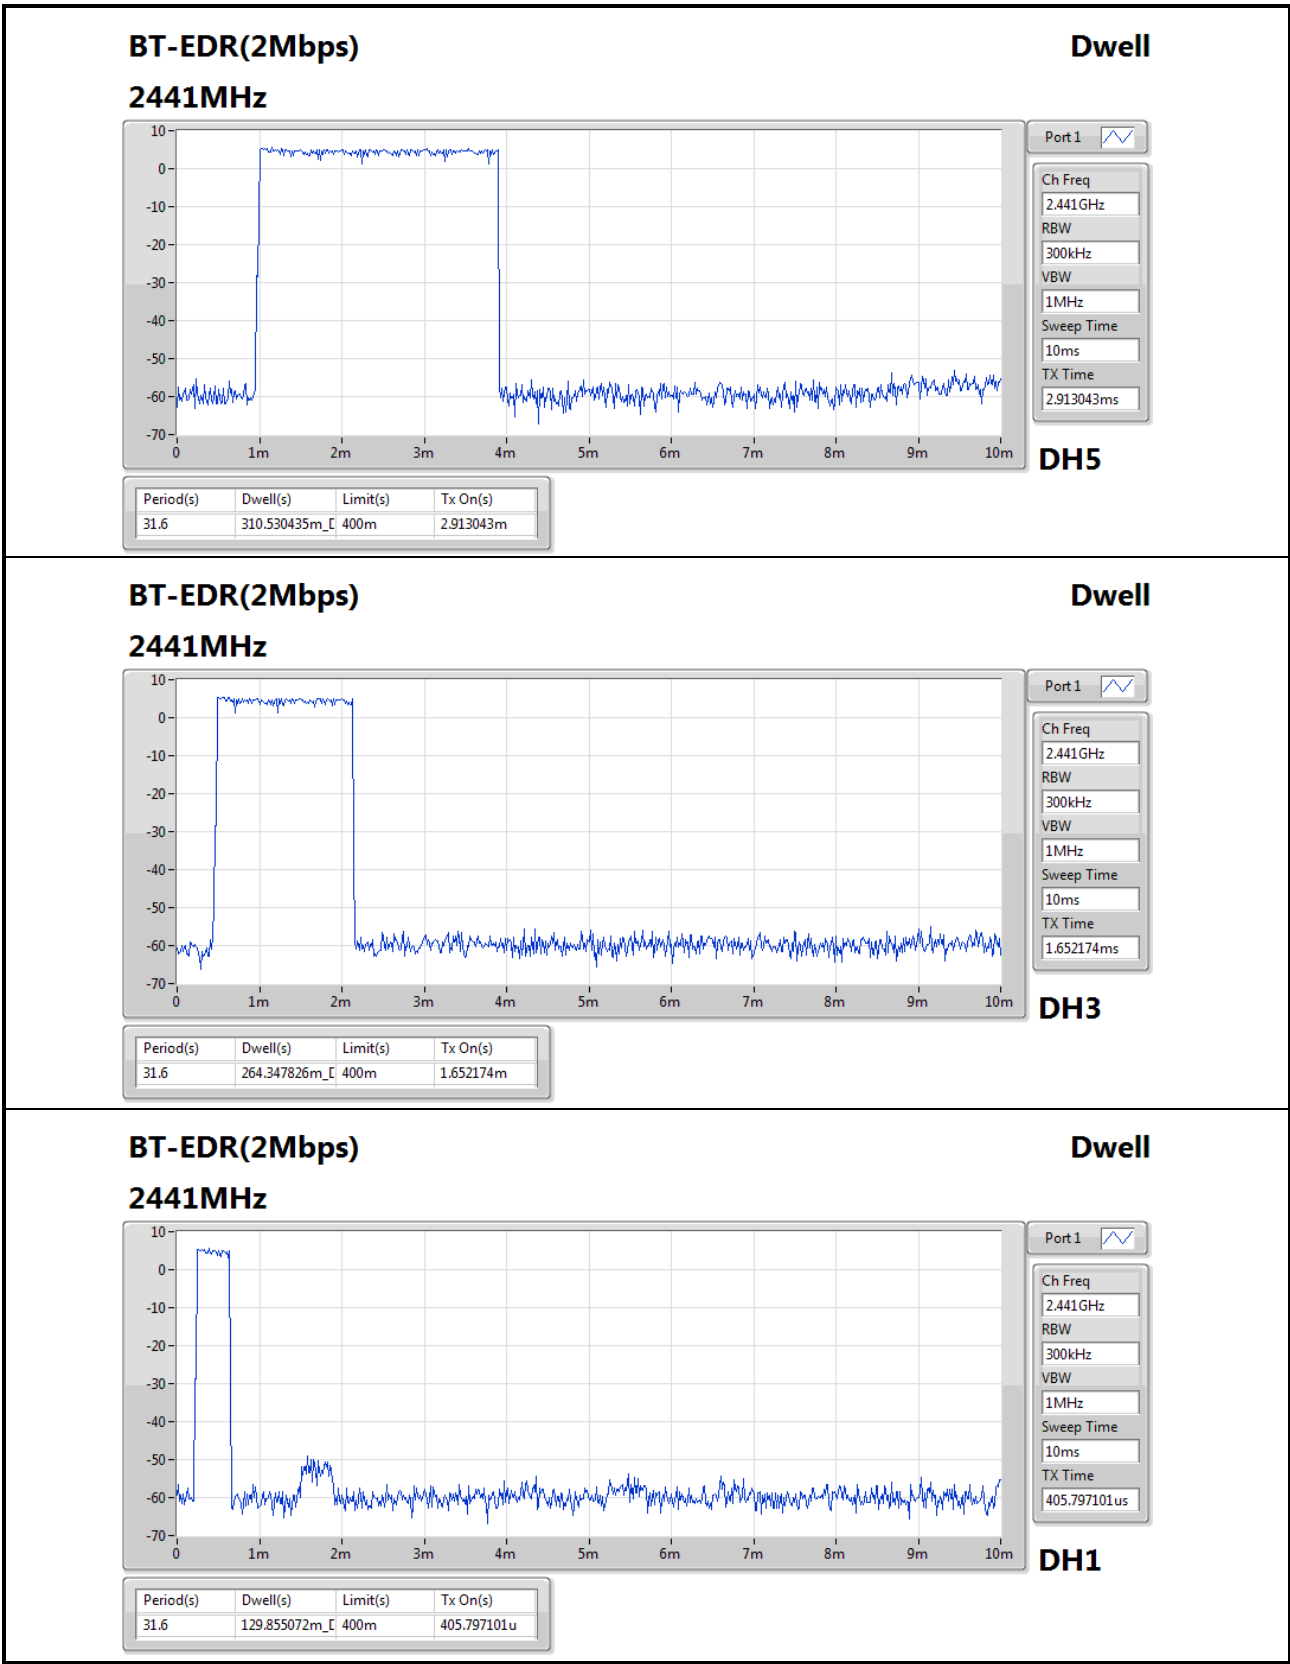 BT-EDR(2Mbps) Dwell
2441MHz
10
0
-10
-20
-30
-40
-50
-60
-70
0 1m 2m 3m 4m 5m 6m 7m 8m 9m 10m
Port 1
Ch Freq
2.441GHz
RBW
300kHz
VBW
1MHz
Sweep Time
10ms
TX Time
2.913043ms
DH5
Period(s) Dwell(s) Limit(s) Tx On(s)
31.6 310.530435m_D 400m 2.913043m
BT-EDR(2Mbps) Dwell
2441MHz
10
0
-10
-20
-30
-40
-50
-60
-70
0 1m 2m 3m 4m 5m 6m 7m 8m 9m 10m
Port 1
Ch Freq
2.441GHz
RBW
300kHz
VBW
1MHz
Sweep Time
10ms
TX Time
1.652174ms
DH3
Period(s) Dwell(s) Limit(s) Tx On(s)
31.6 264.347826m_D 400m 1.652174m
BT-EDR(2Mbps) Dwell
2441MHz
10
0
-10
-20
-30
-40
-50
-60
-70
0 1m 2m 3m 4m 5m 6m 7m 8m 9m 10m
Port 1
Ch Freq
2.441GHz
RBW
300kHz
VBW
1MHz
Sweep Time
10ms
TX Time
405.797101us
DH1
Period(s) Dwell(s) Limit(s) Tx On(s)
31.6 129.855072m_D 400m 405.797101u